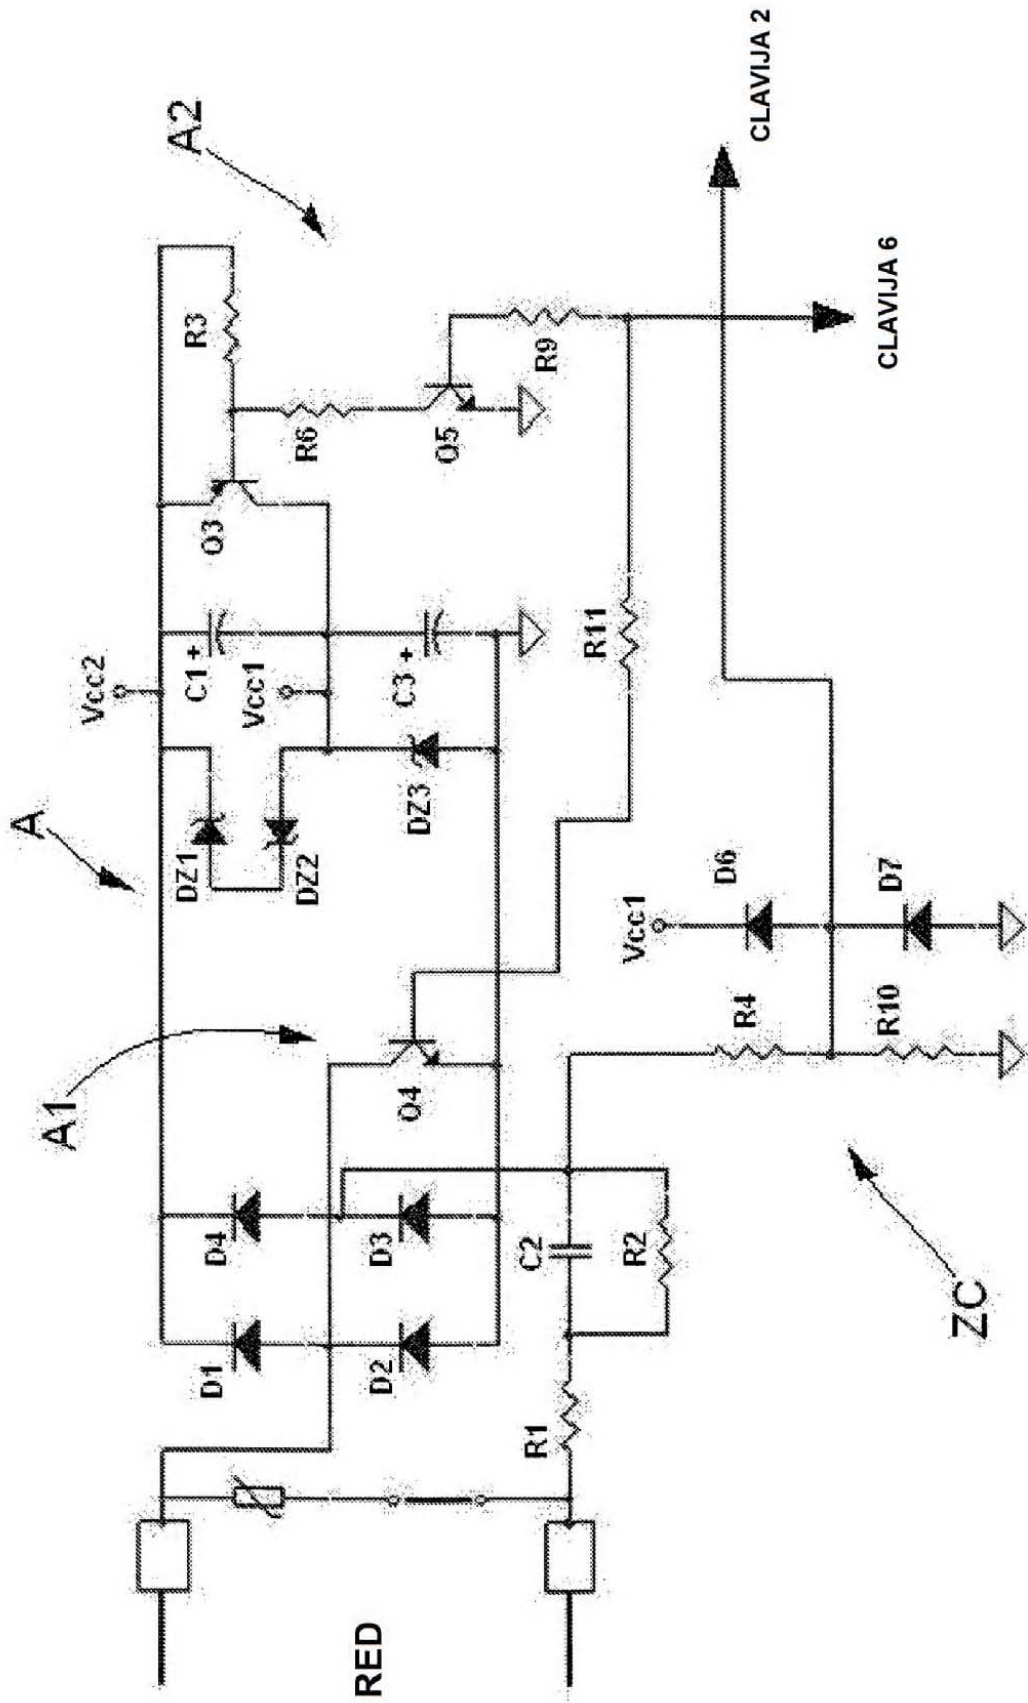 A
A2
A1
Vcc2
R3
C1 +
Q3
DZ1
Vcc1
D4
D1
DZ2
R6
C3 +
DZ3
Q5
R9
Q4
D3
D2
C2
R11
R1
R2
Vcc1
D6
R4
D7
R10
CLAVIJA 2
CLAVIJA 6
RED
ZC